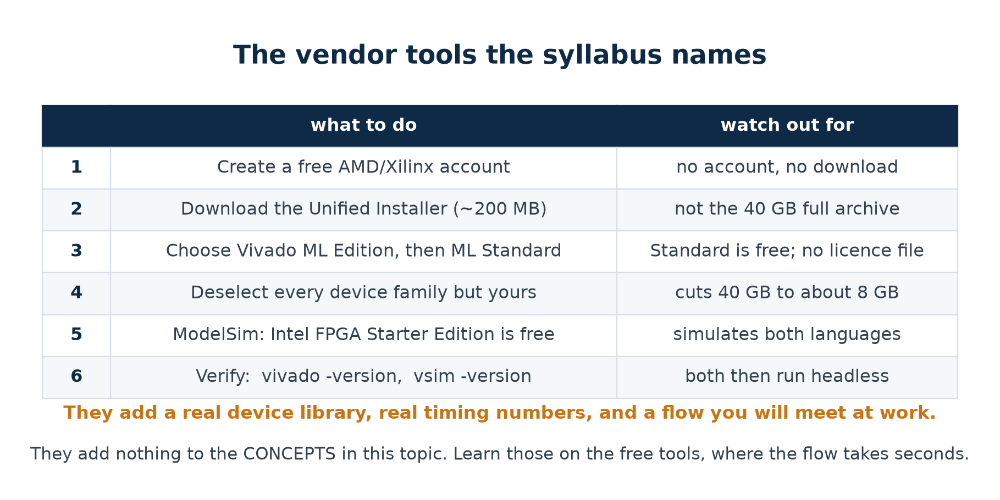 The vendor tools the syllabus names
what to do watch out for
1 Create a free AMD/Xilinx account no account, no download
2 Download the Unified Installer (~200 MB) not the 40 GB full archive
3 Choose Vivado ML Edition, then ML Standard Standard is free; no licence file
4 Deselect every device family but yours cuts 40 GB to about 8 GB
5 ModelSim: Intel FPGA Starter Edition is free simulates both languages
6 Verify:  vivado -version,  vsim -version both then run headless
They add a real device library, real timing numbers, and a flow you will meet at work.
They add nothing to the CONCEPTS in this topic. Learn those on the free tools, where the flow takes seconds.